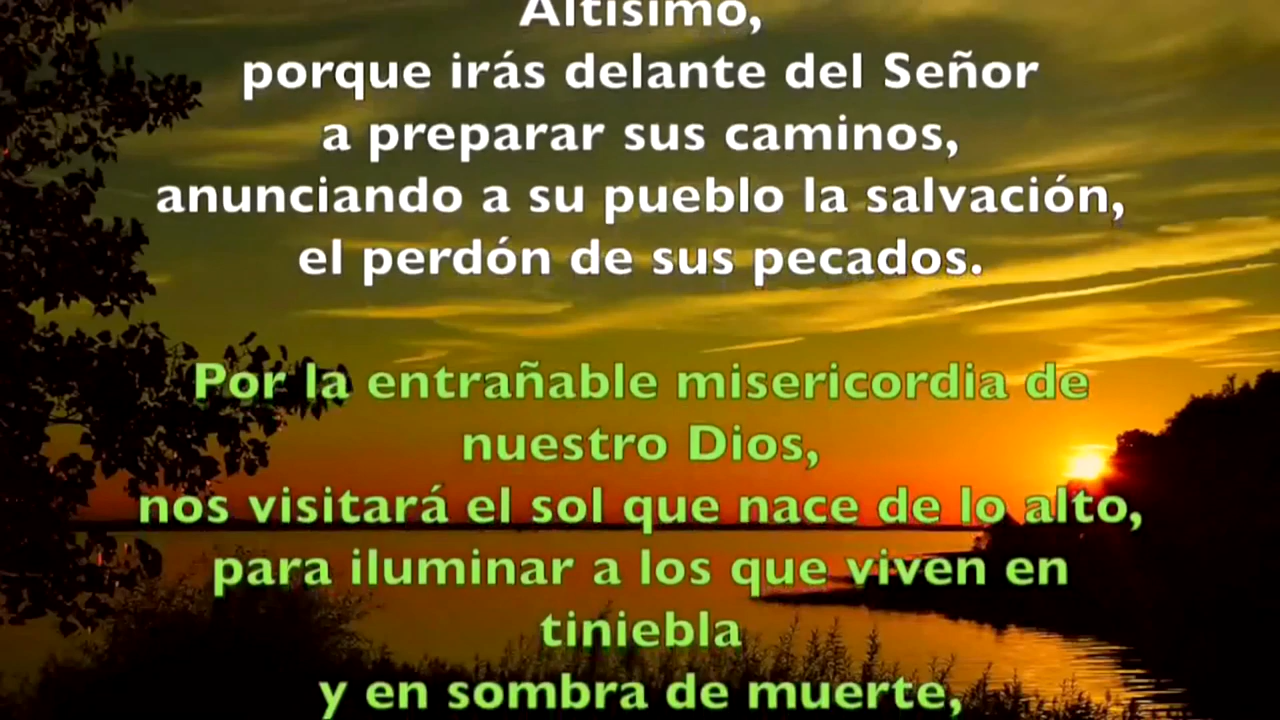 Altísimo,
porque irás delante del Señor
a preparar sus caminos,
anunciando a su pueblo la salvación,
el perdón de sus pecados.
Por la entrañable misericordia de
nuestro Dios,
nos visitará el sol que nace de lo alto,
para iluminar a los que viven en
tiniebla
y en sombra de muerte,